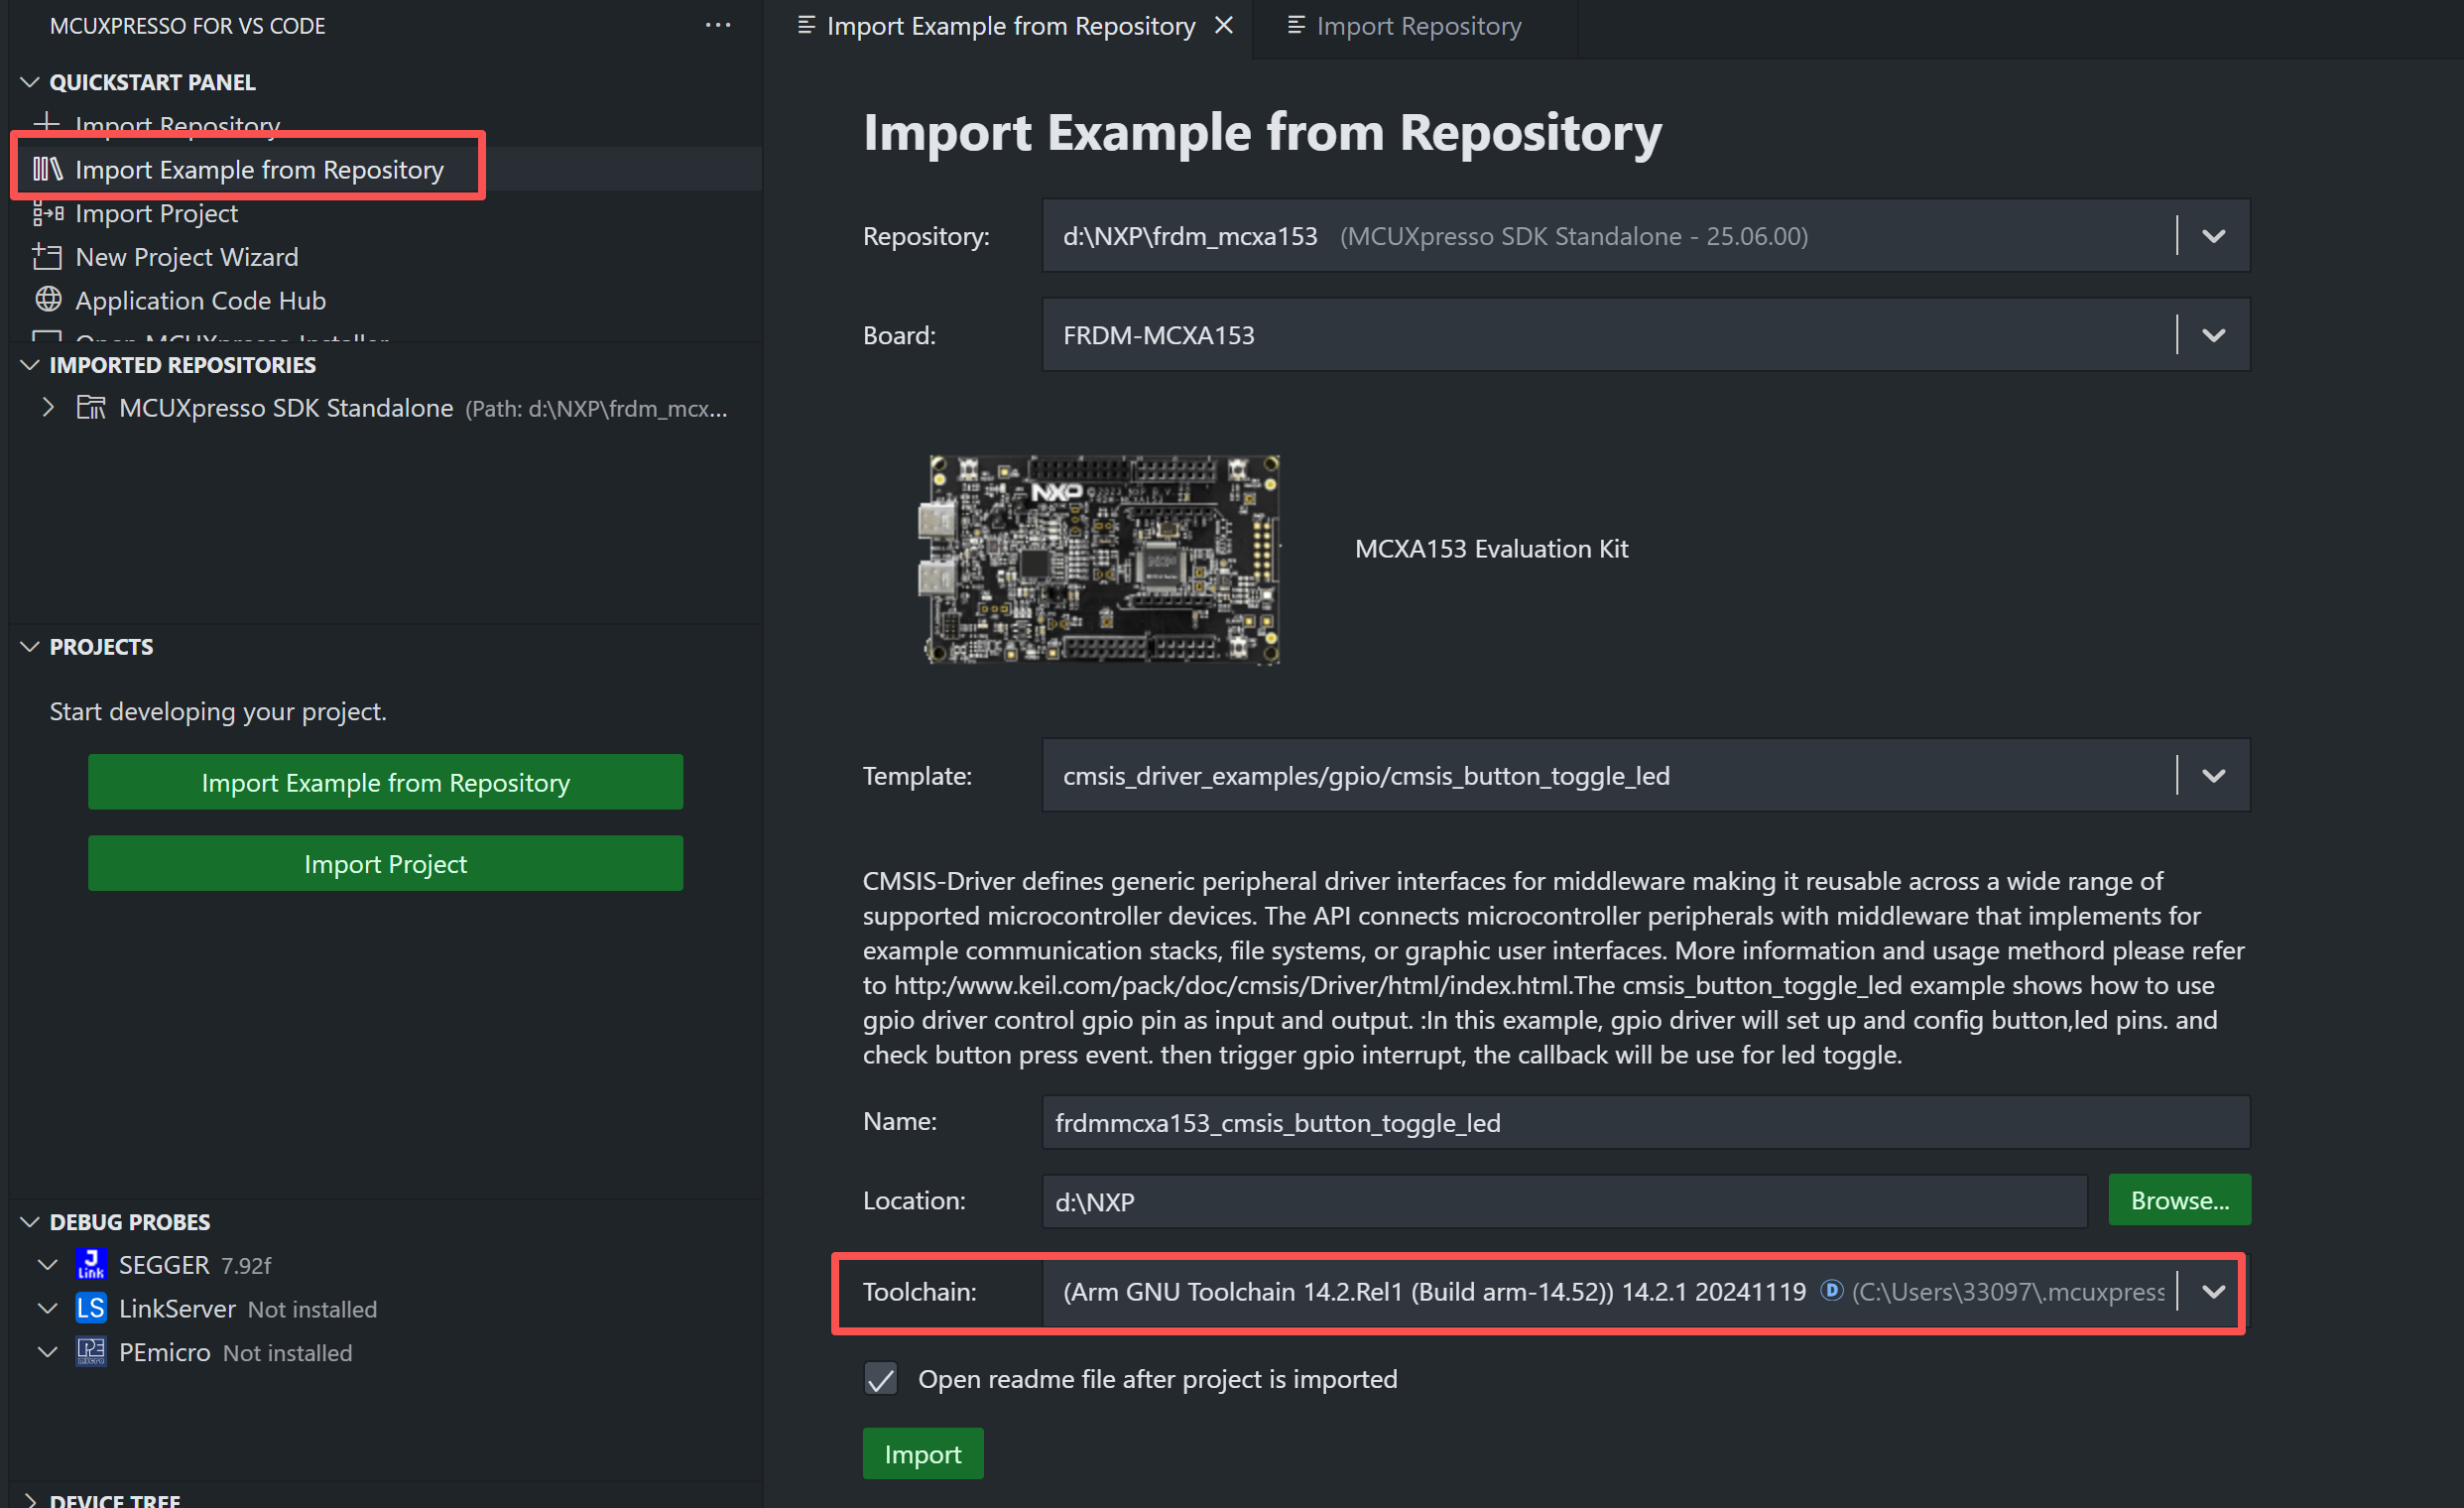 MCUXPRESSO FOR VS CODE
QUICKSTART PANEL
Import Repository
Import Example from Repository
Import Project
New Project Wizard
Application Code Hub
Open MCUXpresso Installer
IMPORTED REPOSITORIES
MCUXpresso SDK Standalone (Path: d:\NXP\frdm_mcx...
PROJECTS
Start developing your project.
Import Example from Repository
Import Project
DEBUG PROBES
J Link SEGGER 7.92f
LS LinkServer Not installed
PE micro PEmicro Not installed
DEVICE TREE
Import Example from Repository
Import Repository
Import Example from Repository
Repository: d:\NXP\frdm_mcxa153 (MCUXpresso SDK Standalone - 25.06.00)
Board: FRDM-MCXA153
NXP
MCXA153 Evaluation Kit
Template: cmsis_driver_examples/gpio/cmsis_button_toggle_led
CMSIS-Driver defines generic peripheral driver interfaces for middleware making it reusable across a wide range of
supported microcontroller devices. The API connects microcontroller peripherals with middleware that implements for
example communication stacks, file systems, or graphic user interfaces. More information and usage methord please refer
to http:/www.keil.com/pack/doc/cmsis/Driver/html/index.html.The cmsis_button_toggle_led example shows how to use
gpio driver control gpio pin as input and output. :In this example, gpio driver will set up and config button,led pins. and
check button press event. then trigger gpio interrupt, the callback will be use for led toggle.
Name: frdmmcxa153_cmsis_button_toggle_led
Location: d:\NXP Browse...
Toolchain: (Arm GNU Toolchain 14.2.Rel1 (Build arm-14.52)) 14.2.1 20241119 D (C:\Users\33097\.mcuxpress
Open readme file after project is imported
Import